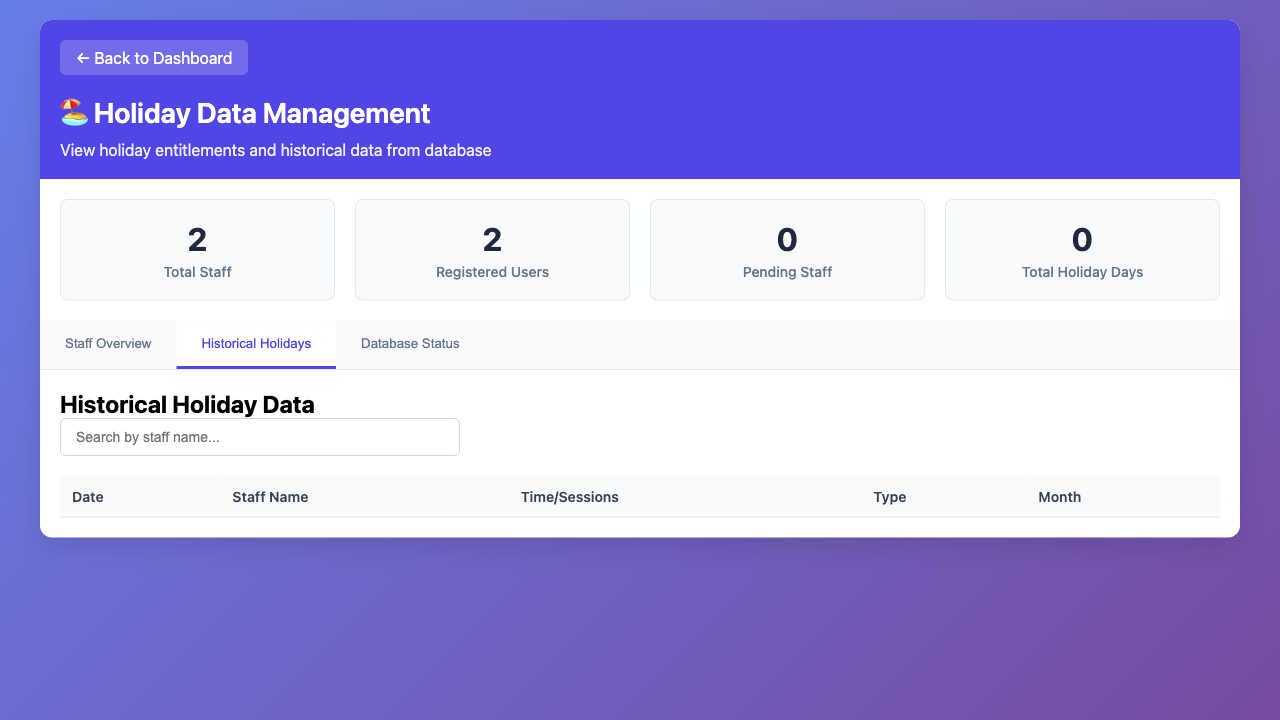 ← Back to Dashboard
🏖️ Holiday Data Management
View holiday entitlements and historical data from database
2
Total Staff
2
Registered Users
0
Pending Staff
0
Total Holiday Days
Staff Overview
Historical Holidays
Database Status
Historical Holiday Data
Search by staff name...
Date Staff Name Time/Sessions Type Month